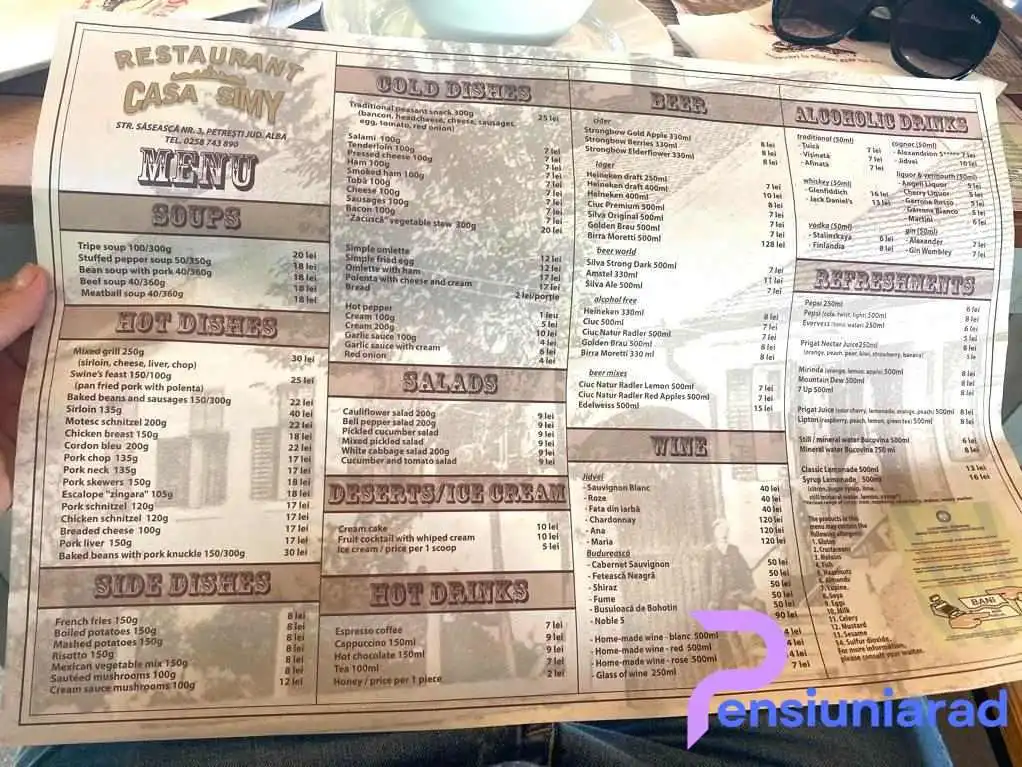 RESTAURANT
CASA SIMY
STR. SĂSEASCĂ NR. 3, PETREȘTI JUD. ALBA
TEL. 0258 743 890
MENU
SOUPS
Tripe soup 100/300g 20 lei
Stuffed pepper soup 50/350g 18 lei
Bean soup with pork 40/360g 18 lei
Beef soup 40/360g 18 lei
Meatball soup 40/360g 18 lei
HOT DISHES
Mixed grill 250g 30 lei
(sirloin, cheese, liver, chop)
Swine's feast 150/100g 25 lei
(pan fried pork with polenta)
Baked beans and sausages 150/300g 22 lei
Sirloin 135g 40 lei
Motesc schnitzel 200g 22 lei
Chicken breast 150g 18 lei
Cordon bleu 200g 22 lei
Pork chop 135g 17 lei
Pork neck 135g 17 lei
Pork skewers 150g 18 lei
Escalope "zingara" 105g 18 lei
Pork schnitzel 120g 17 lei
Chicken schnitzel 120g 17 lei
Breaded cheese 100g 17 lei
Pork liver 150g 17 lei
Baked beans with pork knuckle 150/300g 30 lei
SIDE DISHES
French fries 150g 8 lei
Boiled potatoes 150g 8 lei
Mashed potatoes 150g 8 lei
Risotto 150g 8 lei
Mexican vegetable mix 150g 8 lei
Sautéed mushrooms 100g 8 lei
Cream sauce mushrooms 100g 12 lei
COLD DISHES
Traditional peasant snack 300g 25 lei
(bancon, headcheese, cheese, sausages,
egg, tomato, red onion)
Salami 100g 7 lei
Tenderloin 100g 7 lei
Pressed cheese 100g 7 lei
Ham 100g 7 lei
Smoked ham 100g 7 lei
Tobă 100g 7 lei
Cheese 100g 7 lei
Sausages 100g 7 lei
Bacon 100g 7 lei
"Zacuscă" vegetable stew 300g 20 lei
Simple omlette 12 lei
Simple fried egg 12 lei
Omlette with ham 17 lei
Polenta with cheese and cream 17 lei
Bread 2 lei/portie
Hot pepper 1 leu
Cream 100g 5 lei
Cream 200g 10 lei
Garlic sauce 100g 4 lei
Garlic sauce with cream 6 lei
Red onion 4 lei
SALADS
Cauliflower salad 200g 9 lei
Bell pepper salad 200g 9 lei
Pickled cucumber salad 9 lei
Mixed pickled salad 9 lei
White cabbage salad 200g 9 lei
Cucumber and tomato salad 9 lei
DESERTS/ICE CREAM
Cream cake 10 lei
Fruit cocktail with whiped cream 10 lei
Ice cream / price per 1 scoop 5 lei
HOT DRINKS
Espresso coffee 7 lei
Cappuccino 150ml 9 lei
Hot chocolate 150ml 9 lei
Tea 100ml 7 lei
Honey / price per 1 piece 2 lei
BEER
cider
Strongbow Gold Apple 330ml 8 lei
Strongbow Berries 330ml 8 lei
Strongbow Elderflower 330ml 8 lei
lager
Heineken draft 250ml 7 lei
Heineken draft 400ml 10 lei
Heineken 400ml 8 lei
Ciuc Premium 500ml 7 lei
Silva Original 500ml 7 lei
Golden Brau 500ml 7 lei
Birra Moretti 500ml 128 lei
beer world
Silva Strong Dark 500ml 7 lei
Amstel 330ml 11 lei
Silva Ale 500ml 7 lei
alcohol free
Heineken 330ml 8 lei
Ciuc 500ml 7 lei
Ciuc Natur Radler 500ml 7 lei
Golden Brau 500ml 8 lei
Birra Moretti 330 ml 8 lei
beer mixes
Ciuc Natur Radler Lemon 500ml 7 lei
Ciuc Natur Radler Red Apples 500ml 7 lei
Edelweiss 500ml 15 lei
WINE
Jidvei
- Sauvignon Blanc 40 lei
- Roze 40 lei
- Fata din iarbă 40 lei
- Chardonnay 120 lei
- Ana 120 lei
- Maria 120 lei
Budurească
- Cabernet Sauvignon 50 lei
- Fetească Neagră 50 lei
- Shiraz 50 lei
- Fume 50 lei
- Busuioacă de Bohotin 50 lei
- Noble 5 90 lei
- Home-made wine - blanc 500ml 4 lei
- Home-made wine - red 500ml 4 lei
- Home-made wine - rose 500ml 4 lei
- Glass of wine 250ml 7 lei
ALCOHOLIC DRINKS
traditional (50ml)
- Țuică 7 lei
- Vișinată 7 lei
- Afinată 7 lei
whiskey (50ml)
- Glenfiddich 16 lei
- Jack Daniel's 13 lei
vodka (50ml)
- Stalinskaya 6 lei
- Finlandia 8 lei
cognac (50ml)
- Alexandrion 5***** 7 lei
- Jidvei 10 lei
liquor & vermouth (50ml)
- Angeli Liquor 5 lei
- Cherry Liquor 5 lei
- Garrone Rosso 5 lei
- Garrone Bianco 5 lei
- Martini 6 lei
gin (50ml)
- Alexander 7 lei
- Gin Wembley 7 lei
REFRESHMENTS
Pepsi 250ml 6 lei
Pepsi (cola, twist, light) 500ml 8 lei
Evervess (tonic water) 250ml 6 lei
Prigat Nectar Juice 250ml
(orange, peach, pear, kiwi, strawberry, banana)
Mirinda (orange, lemon, apple) 500ml 8 lei
Mountain Dew 500ml 8 lei
7 Up 500ml 8 lei
Prigat Juice (sour cherry, lemonade, orange, peach) 500ml 8 lei
Lipton (raspberry, peach, lemon, green tea) 500ml 8 lei
Still / mineral water Bucovina 500ml 6 lei
Mineral water Bucovina 750 ml 8 lei
Classic Lemonade 500ml 13 lei
Syrup Lemonade 500ml 16 lei
The products in this
menu may contain the
following allergens:
1. Gluten
2. Crustaceans
3. Molusks
4. Fish
5. Peanuts
6. Almonds
7. Lupine
8. Soya
9. Eggs
10. Milk
11. Celery
12. Mustard
13. Sesame
14. Sulfur dioxide.
For more information,
please consult your waiter.
BANI
Dior
Pensiuniarad